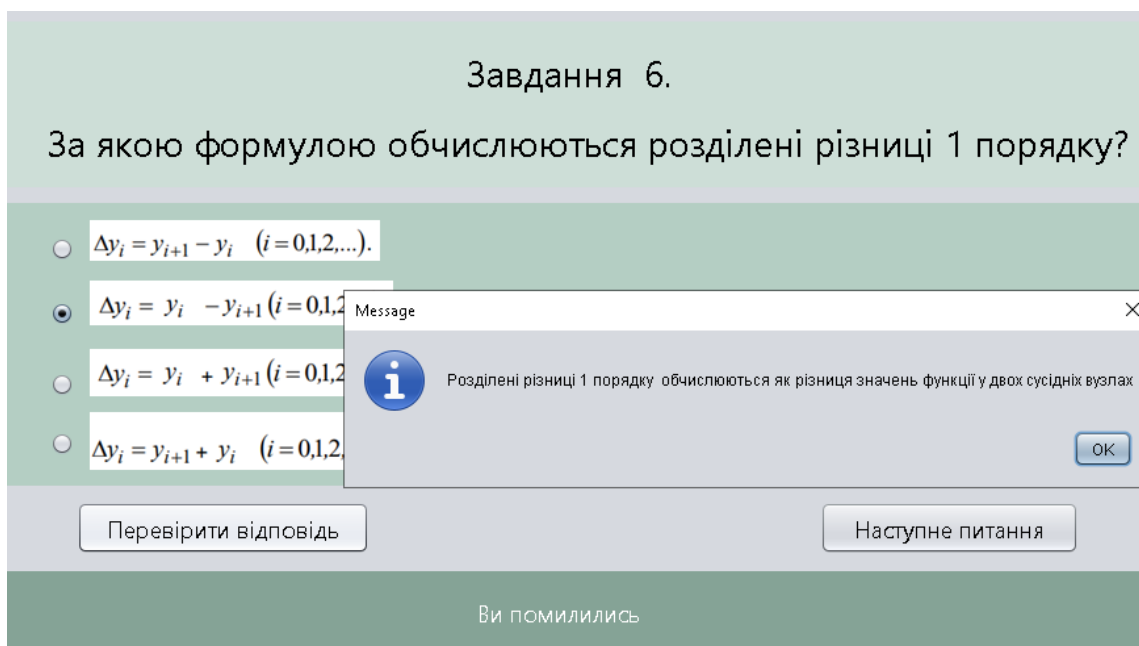 Завдання 6.
За якою формулою обчислюються розділені різниці 1 порядку?
Δy_i = y_{i+1} − y_i (i = 0,1,2,...).
Δy_i = y_i − y_{i+1} (i = 0,1,2
Message
Розділені різниці 1 порядку обчислюються як різниця значень функції у двох сусідніх вузлах
OK
Δy_i = y_i + y_{i+1} (i = 0,1,2
Δy_i = y_{i+1} + y_i (i = 0,1,2,
Перевірити відповідь
Наступне питання
Ви помилились